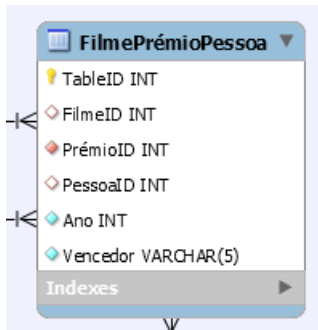 FilmePrémioPessoa
TableID INT
FilmeID INT
PrémioID INT
PessoaID INT
Ano INT
Vencedor VARCHAR(5)
Indexes